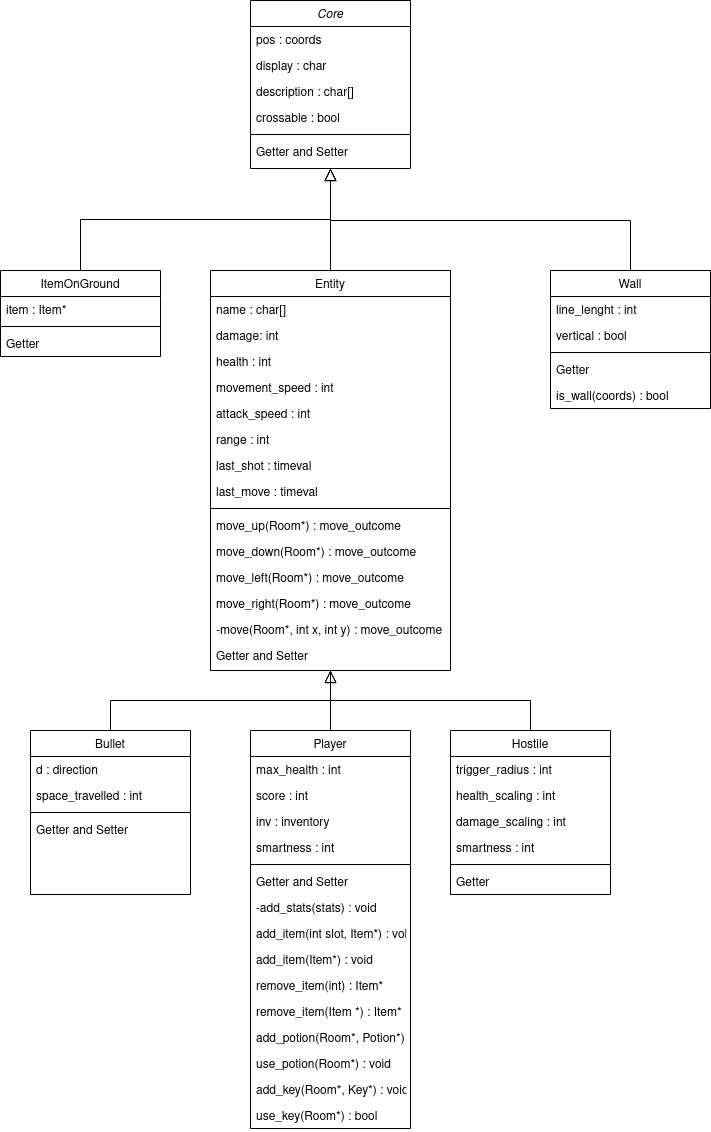 Core
pos : coords
display : char
description : char[]
crossable : bool
Getter and Setter
ItemOnGround
item : Item*
Getter
Entity
name : char[]
damage: int
health : int
movement_speed : int
attack_speed : int
range : int
last_shot : timeval
last_move : timeval
move_up(Room*) : move_outcome
move_down(Room*) : move_outcome
move_left(Room*) : move_outcome
move_right(Room*) : move_outcome
-move(Room*, int x, int y) : move_outcome
Getter and Setter
Wall
line_lenght : int
vertical : bool
Getter
is_wall(coords) : bool
Bullet
d : direction
space_travelled : int
Getter and Setter
Player
max_health : int
score : int
inv : inventory
smartness : int
Getter and Setter
-add_stats(stats) : void
add_item(int slot, Item*) : voi
add_item(Item*) : void
remove_item(int) : Item*
remove_item(Item *) : Item*
add_potion(Room*, Potion*)
use_potion(Room*) : void
add_key(Room*, Key*) : void
use_key(Room*) : bool
Hostile
trigger_radius : int
health_scaling : int
damage_scaling : int
smartness : int
Getter